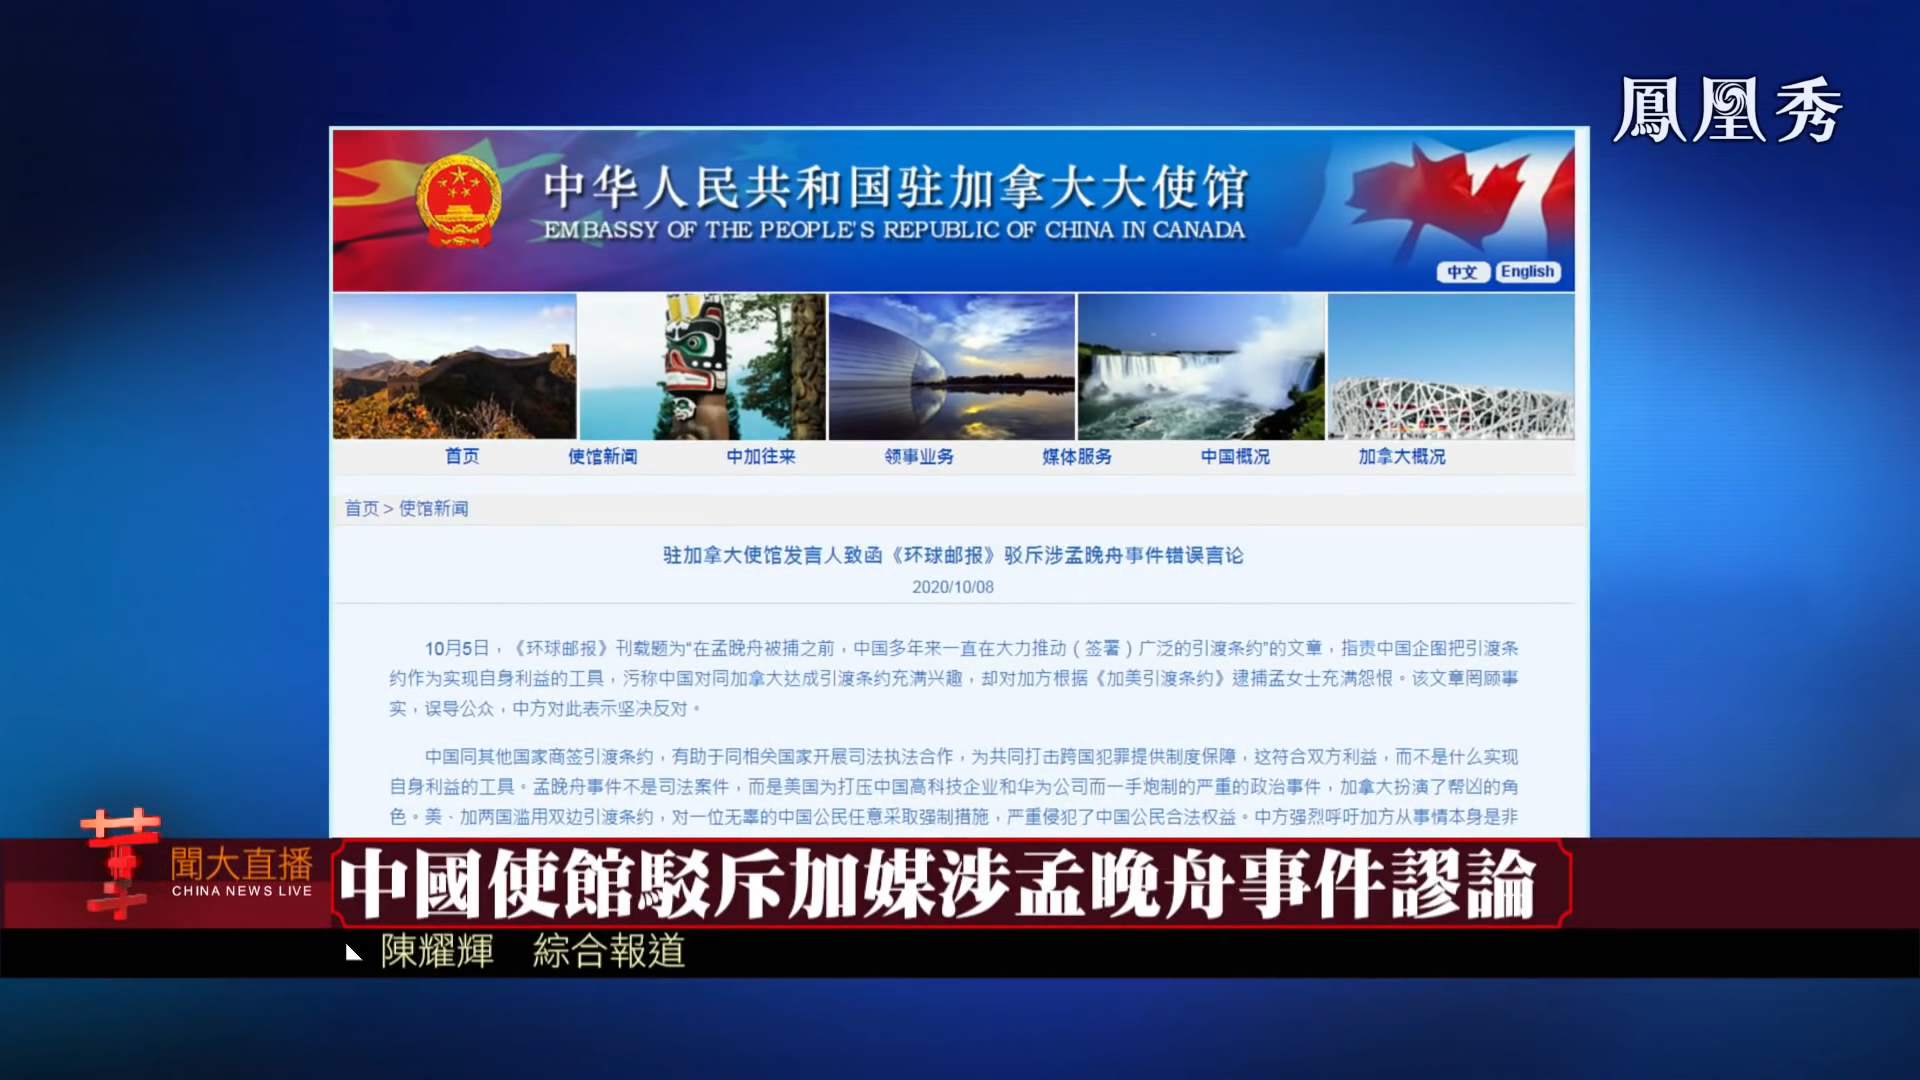 鳳凰秀
中华人民共和国驻加拿大大使馆
EMBASSY OF THE PEOPLE'S REPUBLIC OF CHINA IN CANADA
中文 English
首页 使馆新闻 中加往来 领事业务 媒体服务 中国概况 加拿大概况
首页 > 使馆新闻
驻加拿大使馆发言人致函《环球邮报》驳斥涉孟晚舟事件错误言论
2020/10/08
10月5日，《环球邮报》刊载题为“在孟晚舟被捕之前，中国多年来一直在大力推动（签署）广泛的引渡条约”的文章，指责中国企图把引渡条
约作为实现自身利益的工具，污称中国对同加拿大达成引渡条约充满兴趣，却对加方根据《加美引渡条约》逮捕孟女士充满怨恨。该文章罔顾事
实，误导公众，中方对此表示坚决反对。
中国同其他国家商签引渡条约，有助于同相关国家开展司法执法合作，为共同打击跨国犯罪提供制度保障，这符合双方利益，而不是什么实现
自身利益的工具。孟晚舟事件不是司法案件，而是美国为打压中国高科技企业和华为公司而一手炮制的严重的政治事件，加拿大扮演了帮凶的角
色。美、加两国滥用双边引渡条约，对一位无辜的中国公民任意采取强制措施，严重侵犯了中国公民合法权益。中方强烈呼吁加方从事情本身是非
華 聞大直播
CHINA NEWS LIVE
中國使館駁斥加媒涉孟晚舟事件謬論
陳耀輝 綜合報道